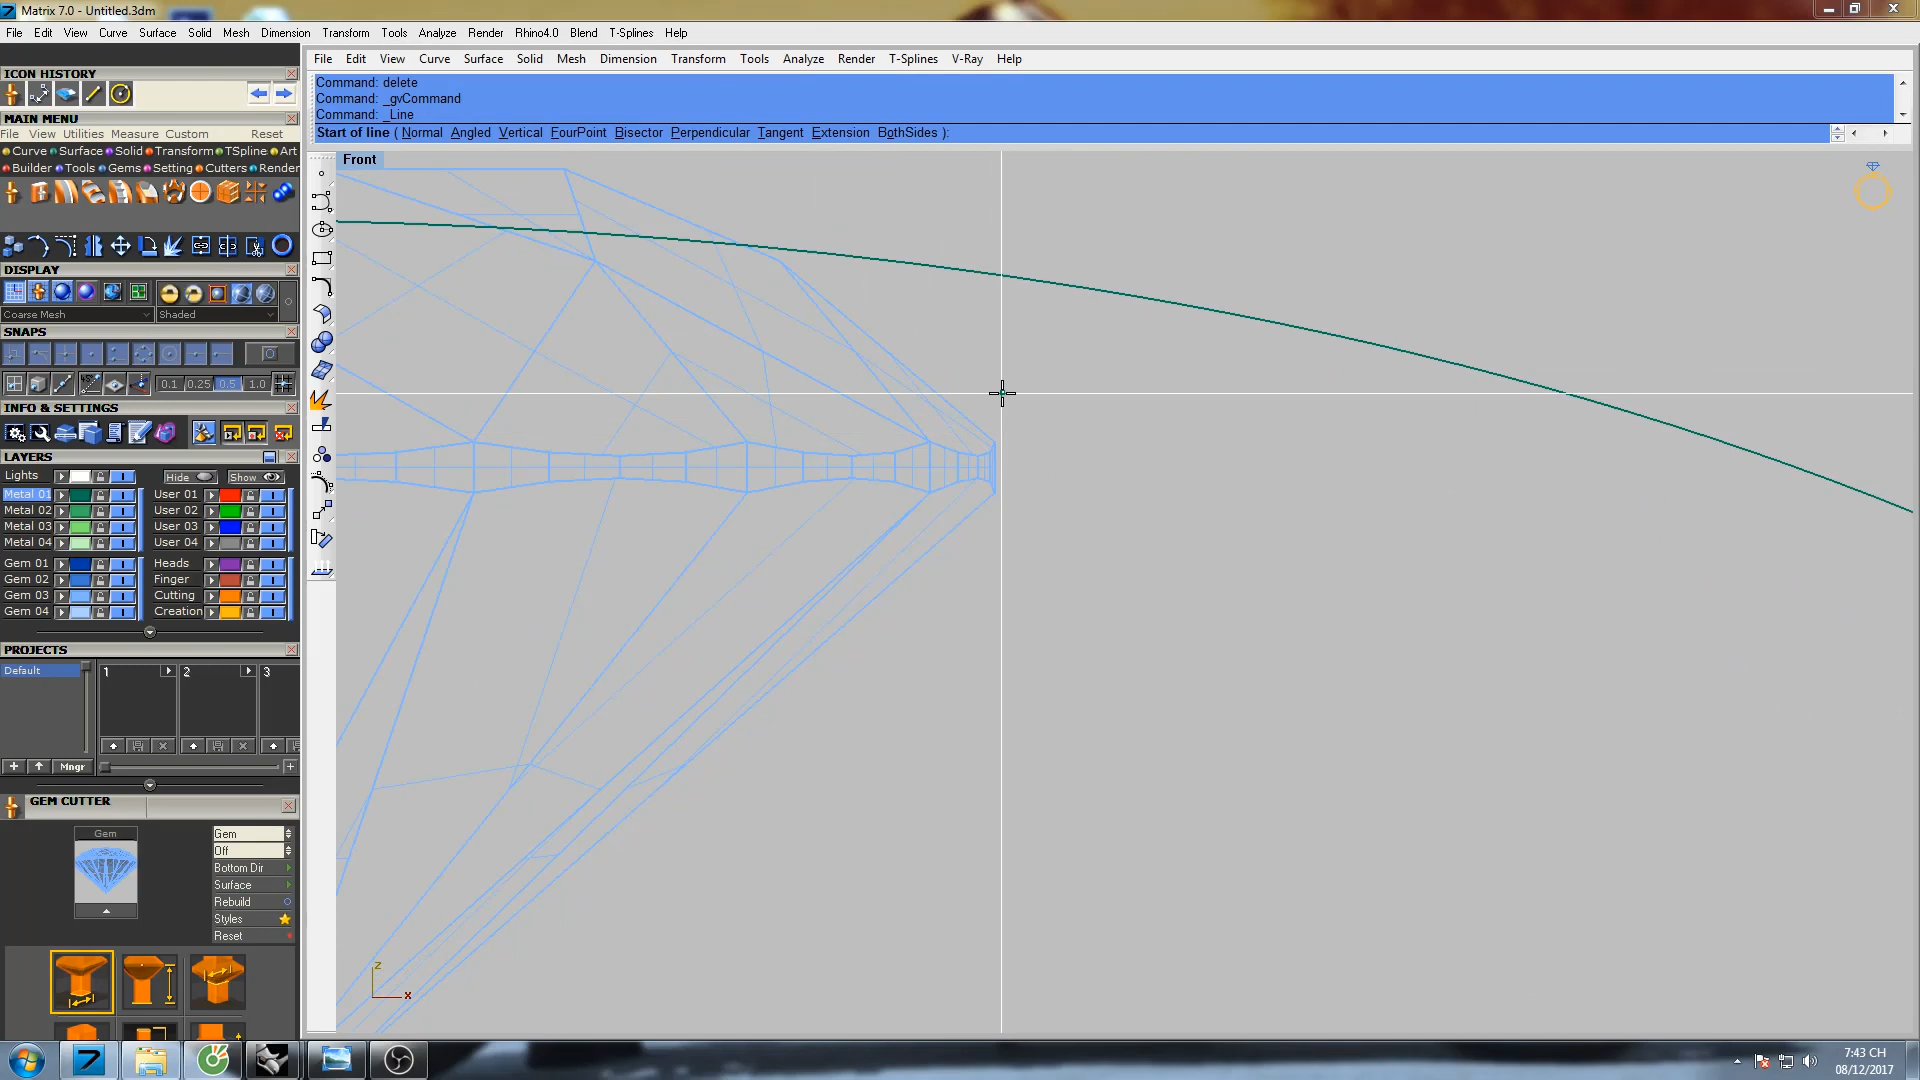 Matrix 7.0 - Untitled.3dm
File Edit View Curve Surface Solid Mesh Dimension Transform Tools Analyze Render Rhino4.0 Blend T-Splines Help
ICON HISTORY
MAIN MENU
File View Utilities Measure Custom Reset
Curve Surface Solid Transform TSpline Art
Builder Tools Gems Setting Cutters Render
DISPLAY
Coarse Mesh Shaded
SNAPS
0.1 0.25 0.5 1.0
INFO & SETTINGS
LAYERS
Lights Hide Show
Metal 01 User 01
Metal 02 User 02
Metal 03 User 03
Metal 04 User 04
Gem 01 Heads
Gem 02 Finger
Gem 03 Cutting
Gem 04 Creation
PROJECTS
Default 1 2 3
Mngr
GEM CUTTER
Gem Gem
Off
Bottom Dir
Surface
Rebuild
Styles
Reset
File Edit View Curve Surface Solid Mesh Dimension Transform Tools Analyze Render T-Splines V-Ray Help
Command: delete
Command: _gvCommand
Command: _Line
Start of line ( Normal Angled Vertical FourPoint Bisector Perpendicular Tangent Extension BothSides ):
Front
z
x
7:43 CH
08/12/2017